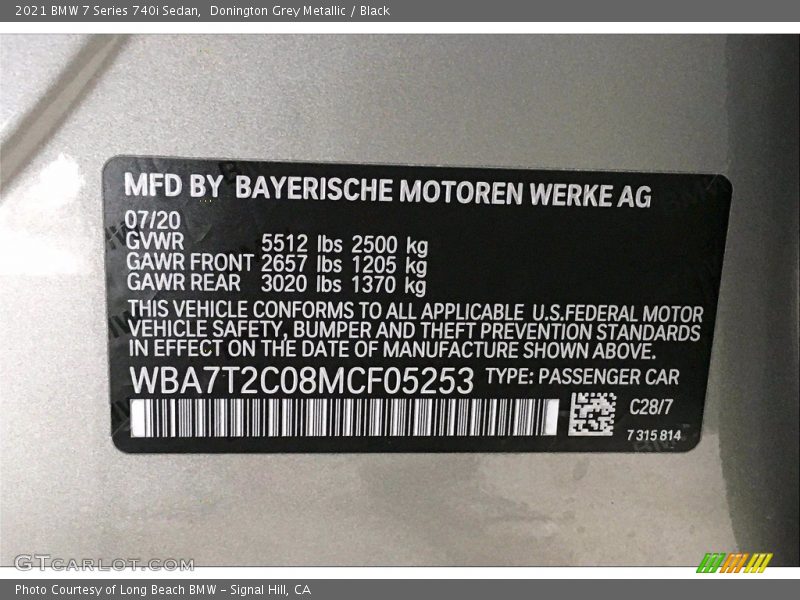 2021 BMW 7 Series 740i Sedan, Donington Grey Metallic / Black
MFD BY BAYERISCHE MOTOREN WERKE AG
07/20
GVWR 5512 lbs 2500 kg
GAWR FRONT 2657 lbs 1205 kg
GAWR REAR 3020 lbs 1370 kg
THIS VEHICLE CONFORMS TO ALL APPLICABLE U.S.FEDERAL MOTOR
VEHICLE SAFETY, BUMPER AND THEFT PREVENTION STANDARDS
IN EFFECT ON THE DATE OF MANUFACTURE SHOWN ABOVE.
WBA7T2C08MCF05253 TYPE: PASSENGER CAR
C28/7
7 315 814
GTCARLOT.COM
Photo Courtesy of Long Beach BMW - Signal Hill, CA